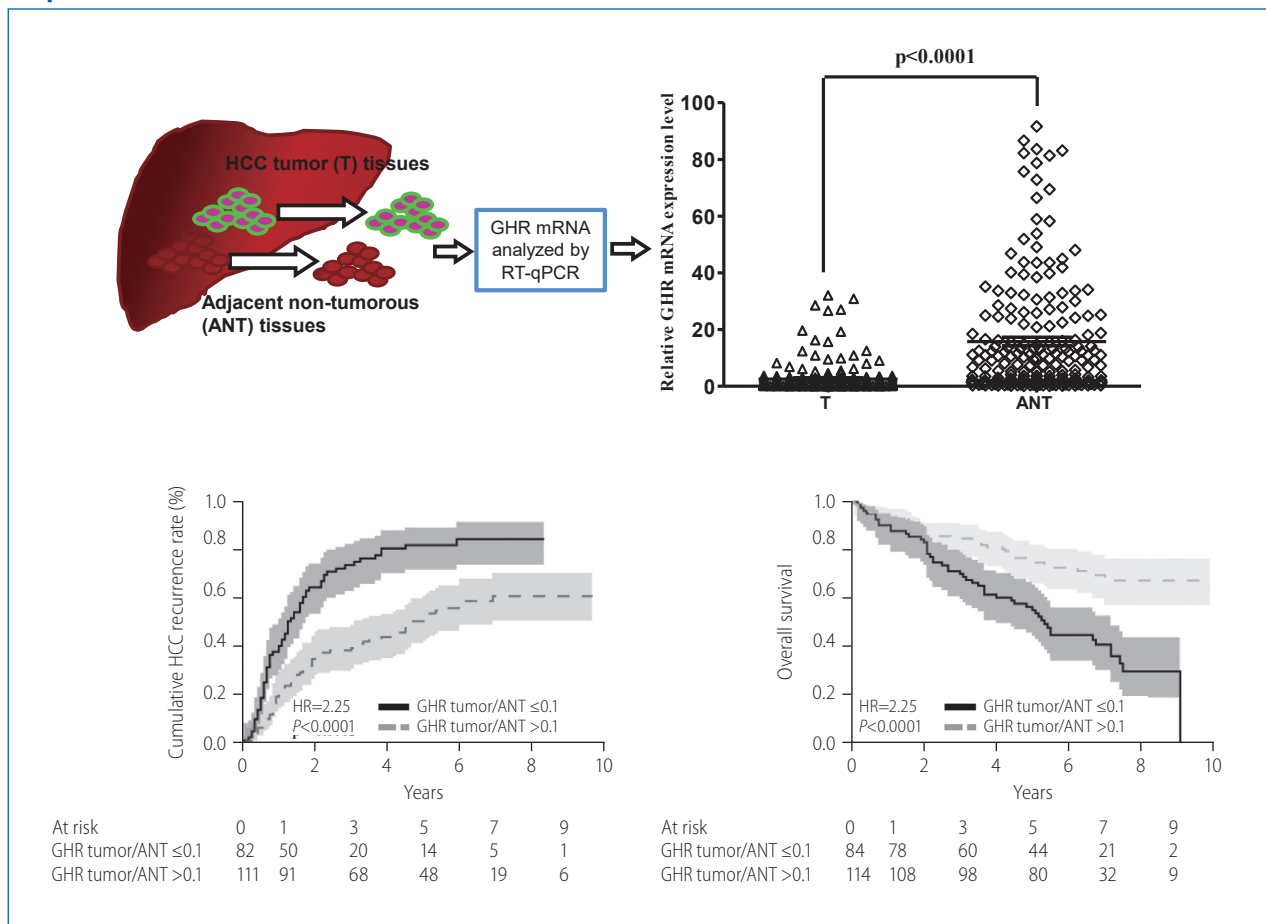 HCC tumor (T) tissues
Adjacent non-tumorous
(ANT) tissues
GHR mRNA
analyzed by
RT-qPCR
p<0.0001
Relative GHR mRNA expression level
100
80
60
40
20
0
T
ANT
Cumulative HCC recurrence rate (%)
1.0
0.8
0.6
0.4
0.2
0.0
HR=2.25
P<0.0001
GHR tumor/ANT ≤0.1
GHR tumor/ANT >0.1
0 2 4 6 8 10
Years
At risk 0 1 3 5 7 9
GHR tumor/ANT ≤0.1 82 50 20 14 5 1
GHR tumor/ANT >0.1 111 91 68 48 19 6
Overall survival
1.0
0.8
0.6
0.4
0.2
0.0
HR=2.25
P<0.0001
GHR tumor/ANT ≤0.1
GHR tumor/ANT >0.1
0 2 4 6 8 10
Years
At risk 0 1 3 5 7 9
GHR tumor/ANT ≤0.1 84 78 60 44 21 2
GHR tumor/ANT >0.1 114 108 98 80 32 9